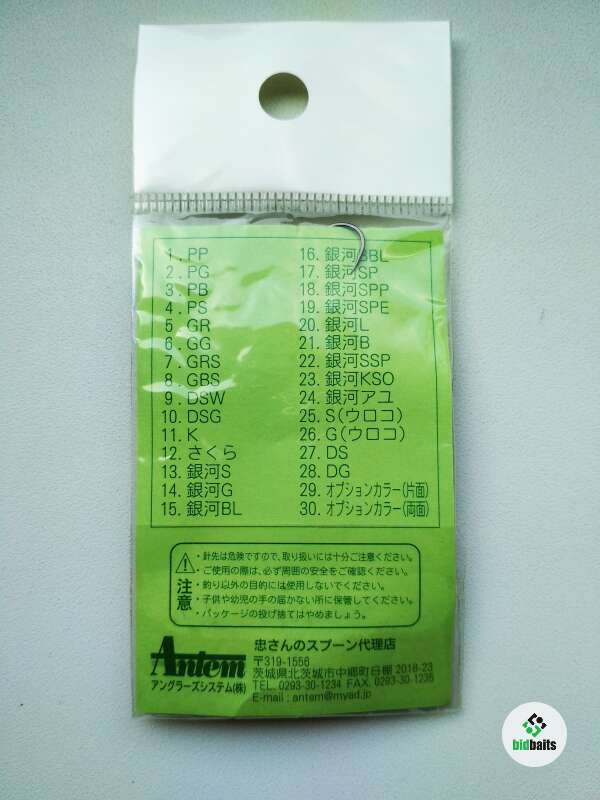 1. PP
2. PG
3. PB
4. PS
5. GR
6. GG
7. GRS
8. GBS
9. DSW
10. DSG
11. K
12. さくら
13. 銀河S
14. 銀河G
15. 銀河BL
16. 銀河BBL
17. 銀河SP
18. 銀河SPP
19. 銀河SPE
20. 銀河L
21. 銀河B
22. 銀河SSP
23. 銀河KSO
24. 銀河アユ
25. S(ウロコ)
26. G(ウロコ)
27. DS
28. DG
29. オプションカラー(片面)
30. オプションカラー(両面)
注意
・針先は危険ですので、取り扱いには十分ご注意ください。
・ご使用の際は、必ず周囲の安全をご確認ください。
・釣り以外の目的には使用しないでください。
・子供や幼児の手の届かない所に保管してください。
・パッケージの投げ捨てはやめましょう。
Antem
アングラーズシステム(株)
忠さんのスプーン代理店
〒319-1556
茨城県北茨城市中郷町日棚2018-23
TEL. 0293-30-1234 FAX. 0293-30-1235
E-mail : antem@myad.jp
bidbaits